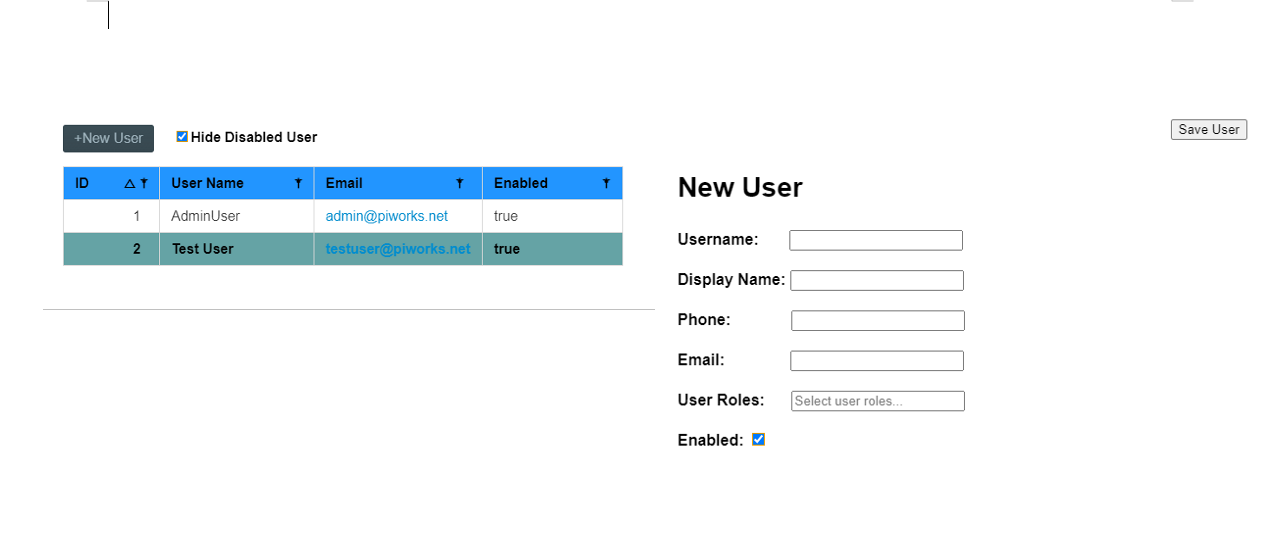 +New User Hide Disabled User Save User
ID User Name Email Enabled
1 AdminUser admin@piworks.net true
2 Test User testuser@piworks.net true
New User
Username:
Display Name:
Phone:
Email:
User Roles: Select user roles...
Enabled: